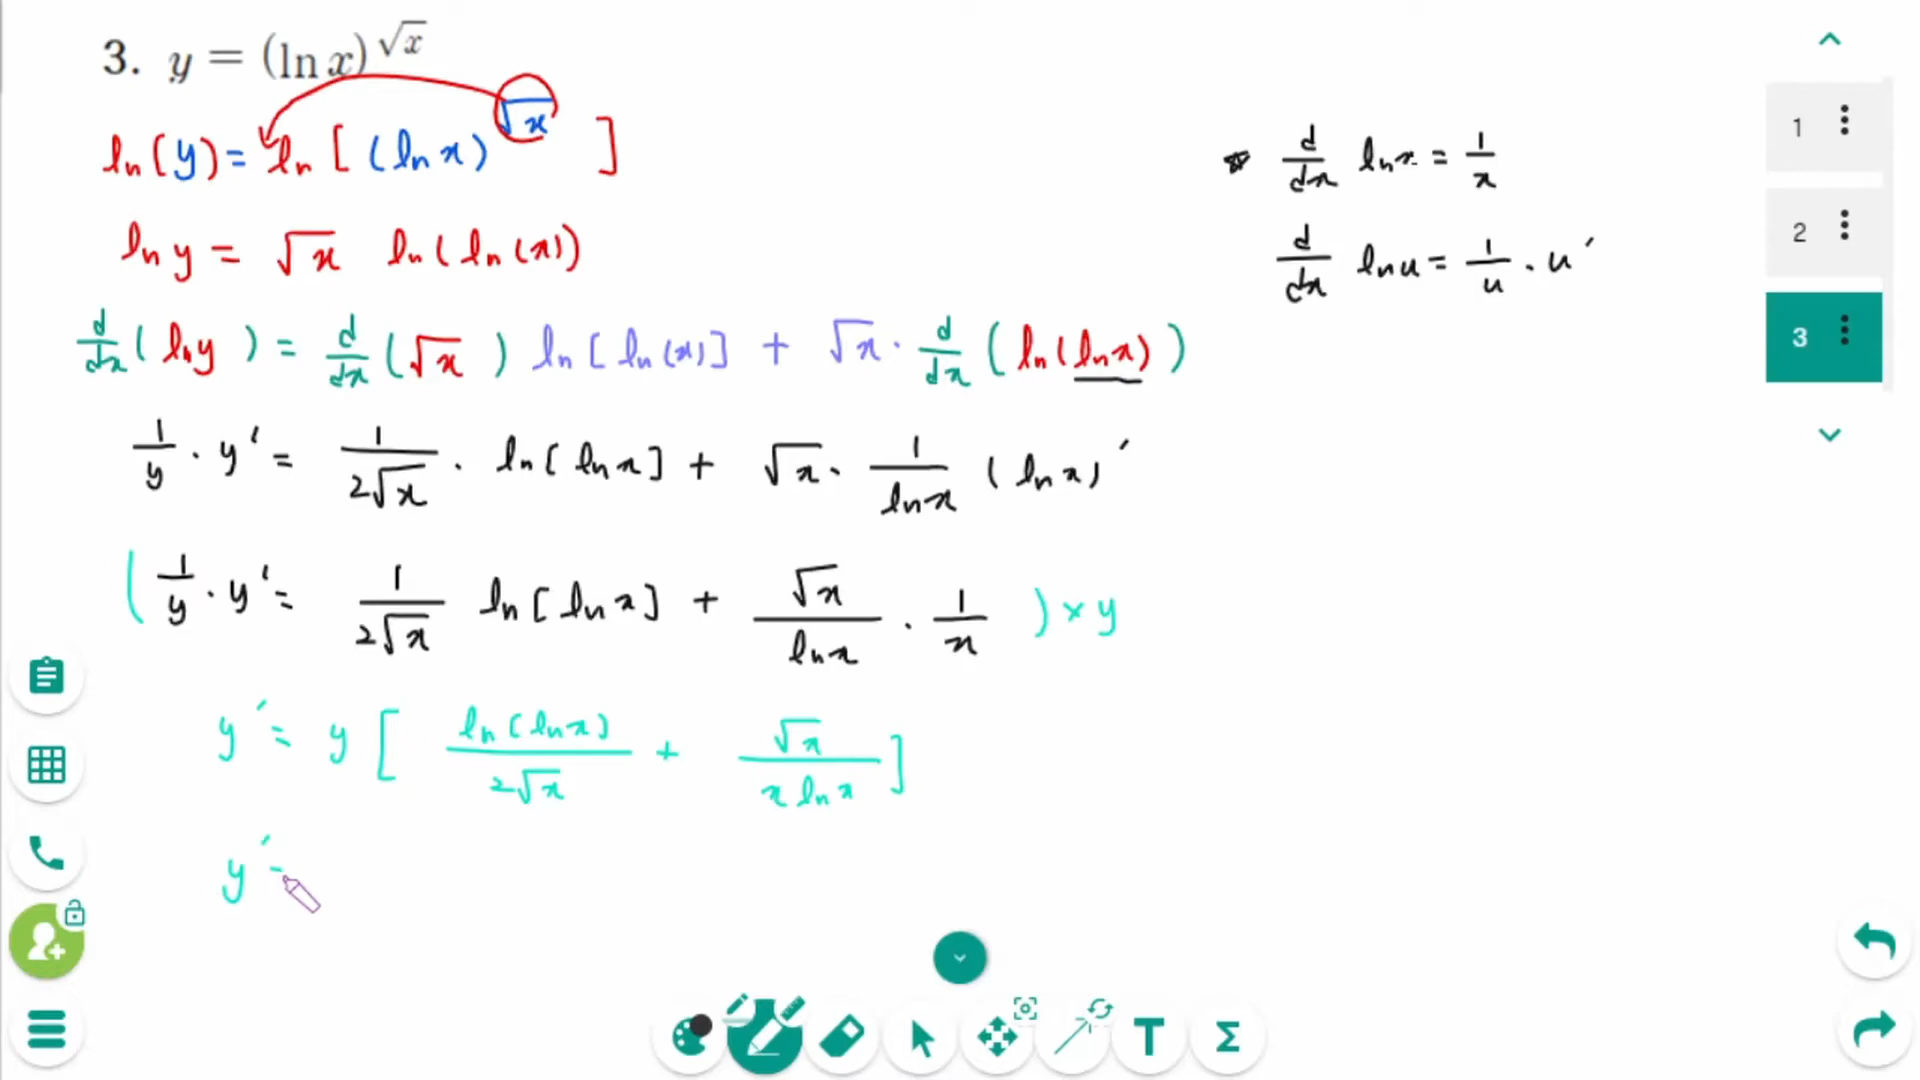 3. y = (ln x)^√x
ln(y) = ln[(ln x)^√x]
ln y = √x ln(ln(x))
d/dx (ln y) = d/dx (√x) ln[ln(x)] + √x · d/dx (ln(ln x))
1/y · y' = 1/(2√x) · ln[ln x] + √x · 1/(ln x) (ln x)'
(1/y · y' = 1/(2√x) ln[ln x] + √x/(ln x) · 1/x) × y
y' = y [ln(ln x)/(2√x) + √x/(x ln x)]
y' -
* d/dx ln x = 1/x
d/dx ln u = 1/u · u'
1
2
3
T
Σ